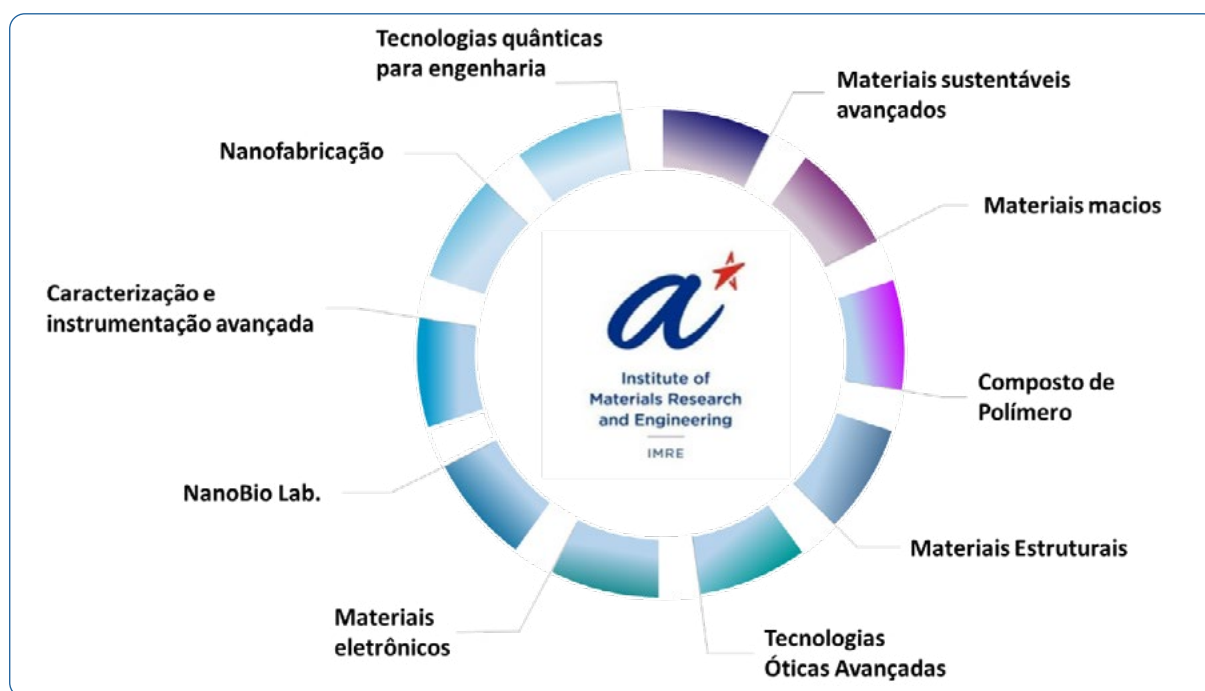 Tecnologias quânticas
para engenharia
Materiais sustentáveis
avançados
Nanofabricação
Materiais macios
Caracterização e
instrumentação avançada
a
Institute of
Materials Research
and Engineering
IMRE
Composto de
Polímero
NanoBio Lab.
Materiais Estruturais
Materiais
eletrônicos
Tecnologias
Óticas Avançadas